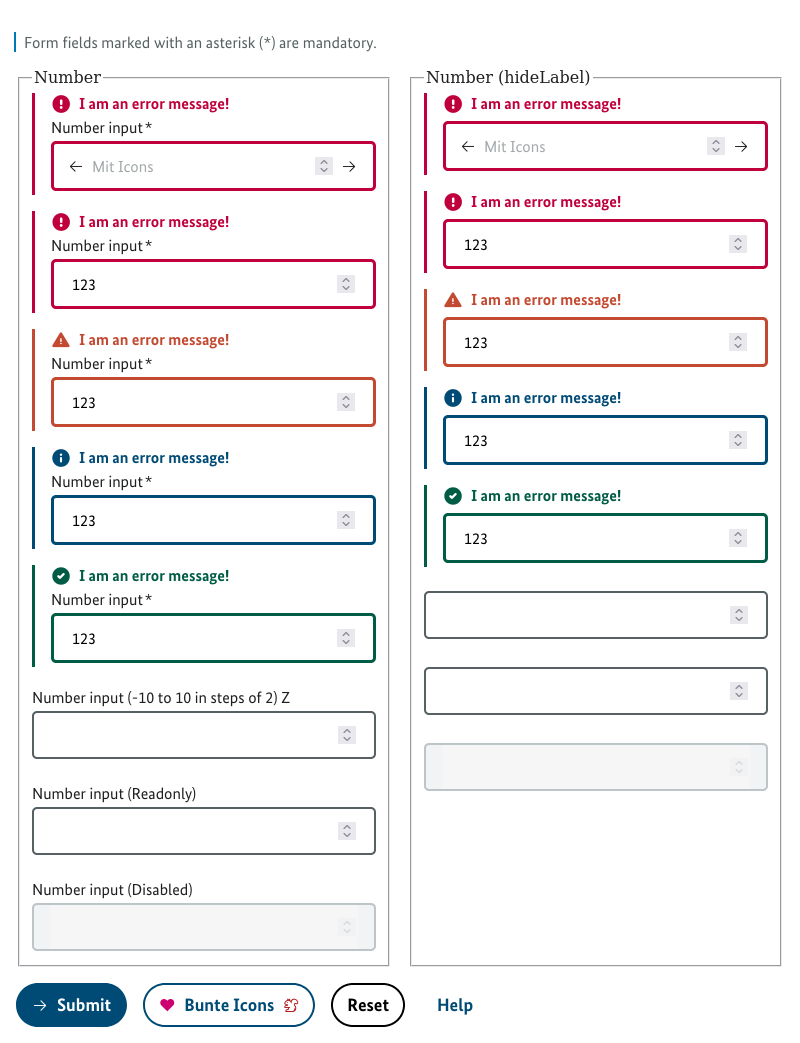 Form fields marked with an asterisk (*) are mandatory.
Number
I am an error message!
Number input*
Mit Icons
I am an error message!
Number input*
123
I am an error message!
Number input*
123
I am an error message!
Number input*
123
I am an error message!
Number input*
123
Number input (-10 to 10 in steps of 2) Z
Number input (Readonly)
Number input (Disabled)
Number (hideLabel)
I am an error message!
Mit Icons
I am an error message!
123
I am an error message!
123
I am an error message!
123
I am an error message!
123
Submit
Bunte Icons
Reset
Help